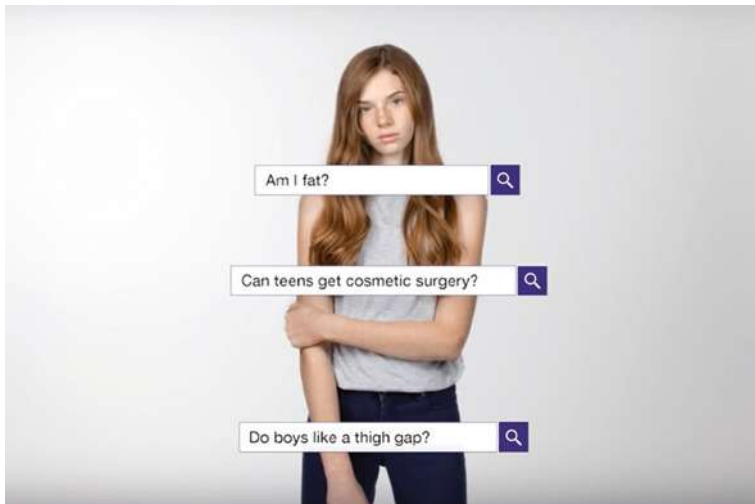 Am I fat?
Can teens get cosmetic surgery?
Do boys like a thigh gap?